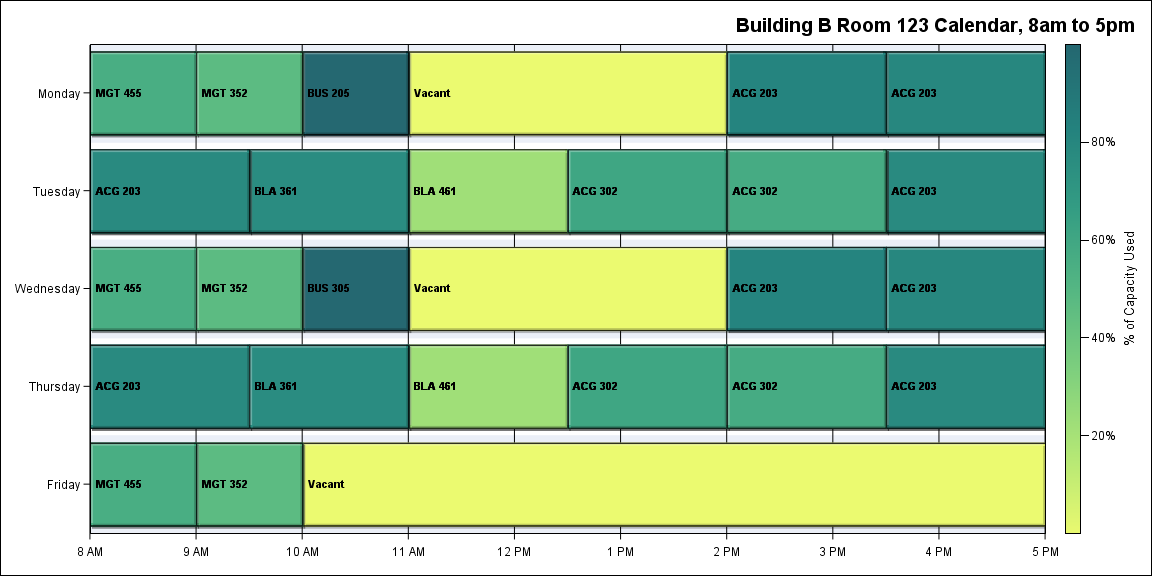 Building B Room 123 Calendar, 8am to 5pm
Monday
MGT 455
MGT 352
BUS 205
Vacant
ACG 203
ACG 203
Tuesday
ACG 203
BLA 361
BLA 461
ACG 302
ACG 302
ACG 203
Wednesday
MGT 455
MGT 352
BUS 305
Vacant
ACG 203
ACG 203
Thursday
ACG 203
BLA 361
BLA 461
ACG 302
ACG 302
ACG 203
Friday
MGT 455
MGT 352
Vacant
8 AM
9 AM
10 AM
11 AM
12 PM
1 PM
2 PM
3 PM
4 PM
5 PM
80%
60%
40%
20%
% of Capacity Used